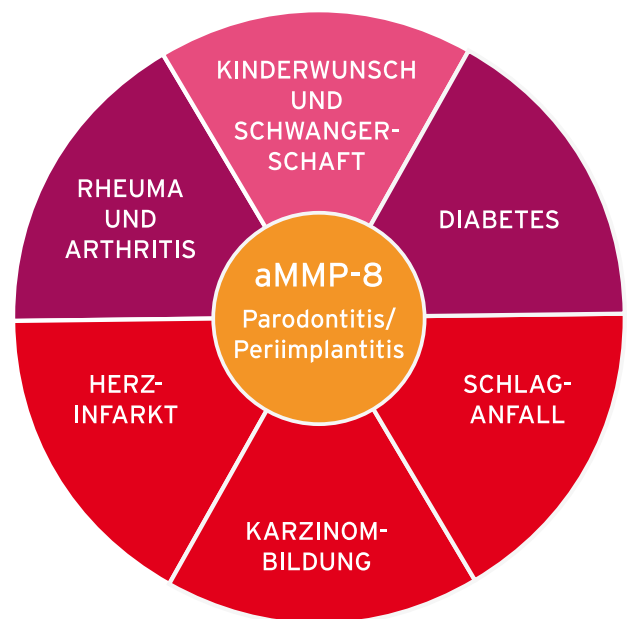 KINDERWUNSCH
UND
SCHWANGER-
SCHAFT
DIABETES
SCHLAG-
ANFALL
KARZINOM-
BILDUNG
HERZ-
INFARKT
RHEUMA
UND
ARTHRITIS
aMMP-8
Parodontitis/
Periimplantitis